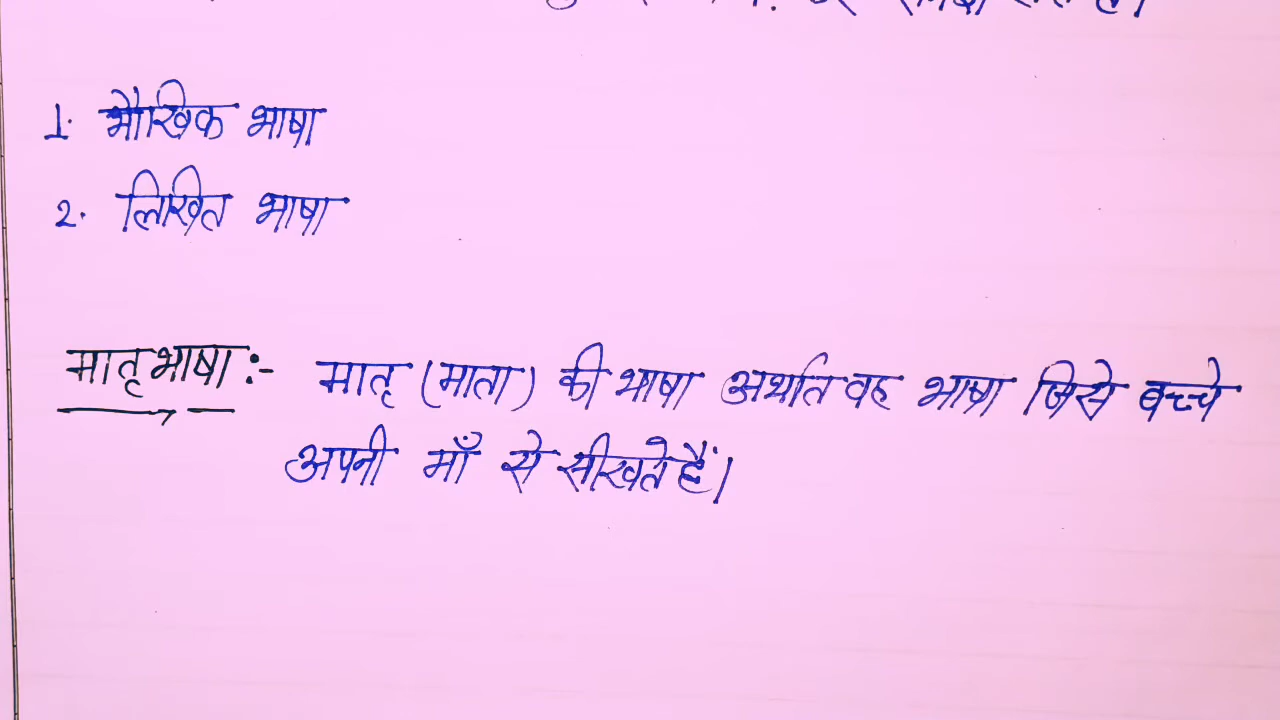 1. मौखिक भाषा
2. लिखित भाषा
मातृभाषा :- मातृ (माता) की भाषा अर्थात वह भाषा जिसे बच्चे
अपनी माँ से सीखते हैं।